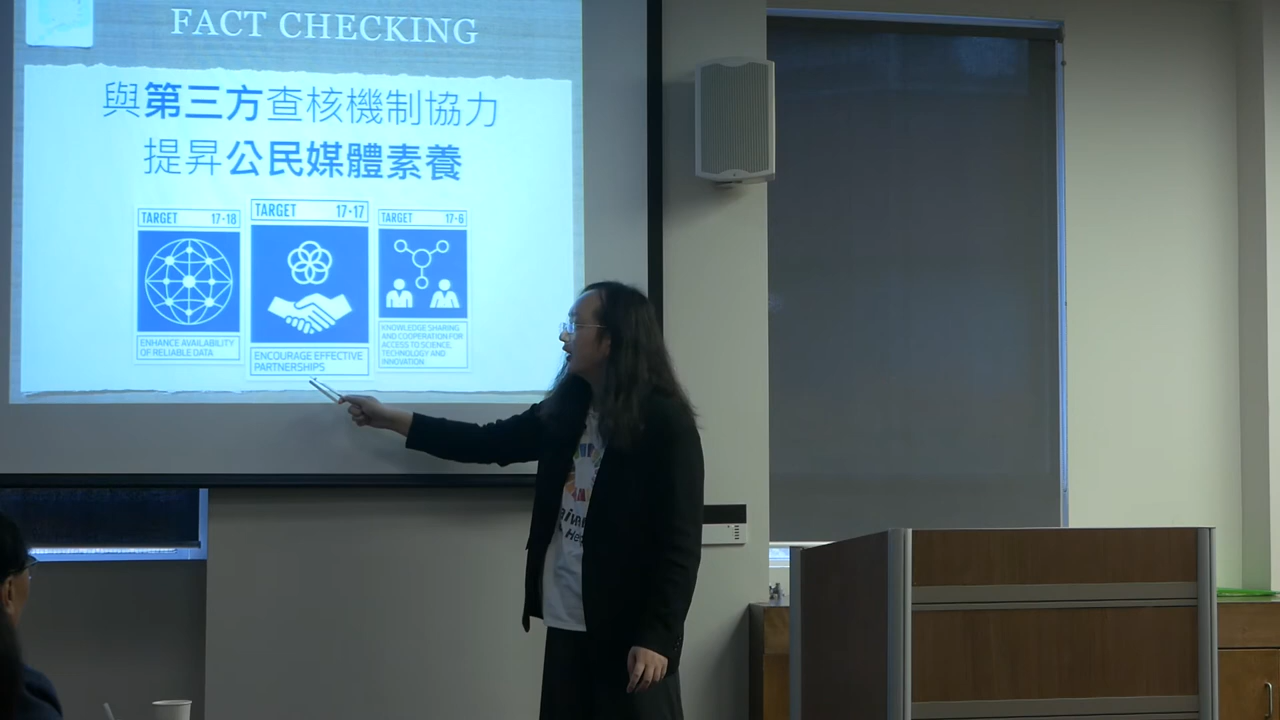 FACT CHECKING
與第三方查核機制協力
提昇公民媒體素養
TARGET 17·18
ENHANCE AVAILABILITY
OF RELIABLE DATA
TARGET 17·17
ENCOURAGE EFFECTIVE
PARTNERSHIPS
TARGET 17·6
KNOWLEDGE SHARING
AND COOPERATION FOR
ACCESS TO SCIENCE,
TECHNOLOGY AND
INNOVATION